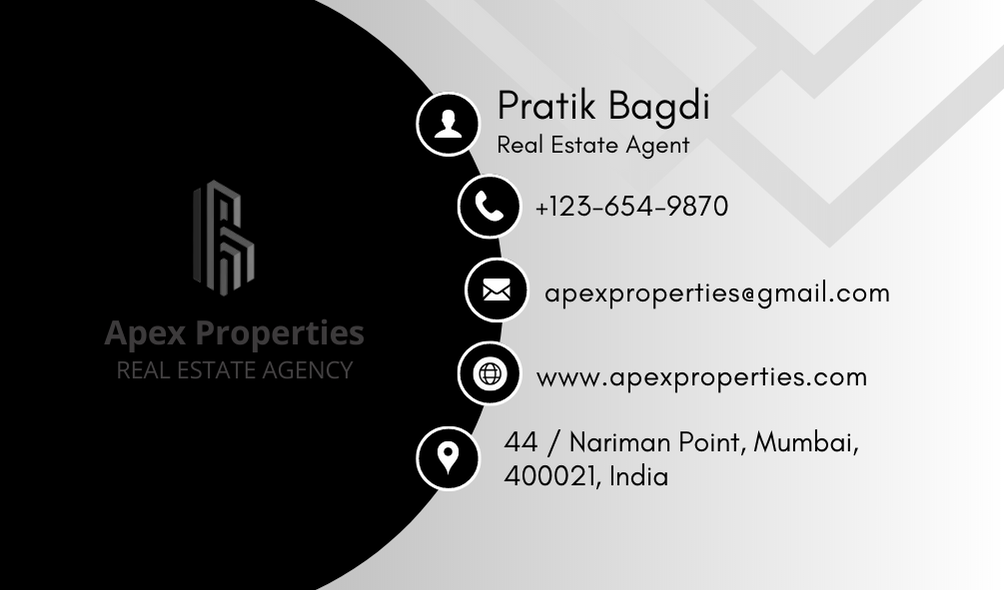 Apex Properties
REAL ESTATE AGENCY
Pratik Bagdi
Real Estate Agent
+123-654-9870
apexproperties@gmail.com
www.apexproperties.com
44 / Nariman Point, Mumbai,
400021, India